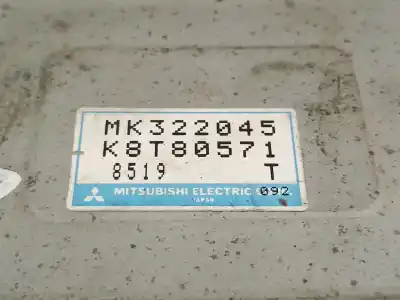 MK322045
K8T80571
8519 T
MITSUBISHI ELECTRIC 092
JAPAN